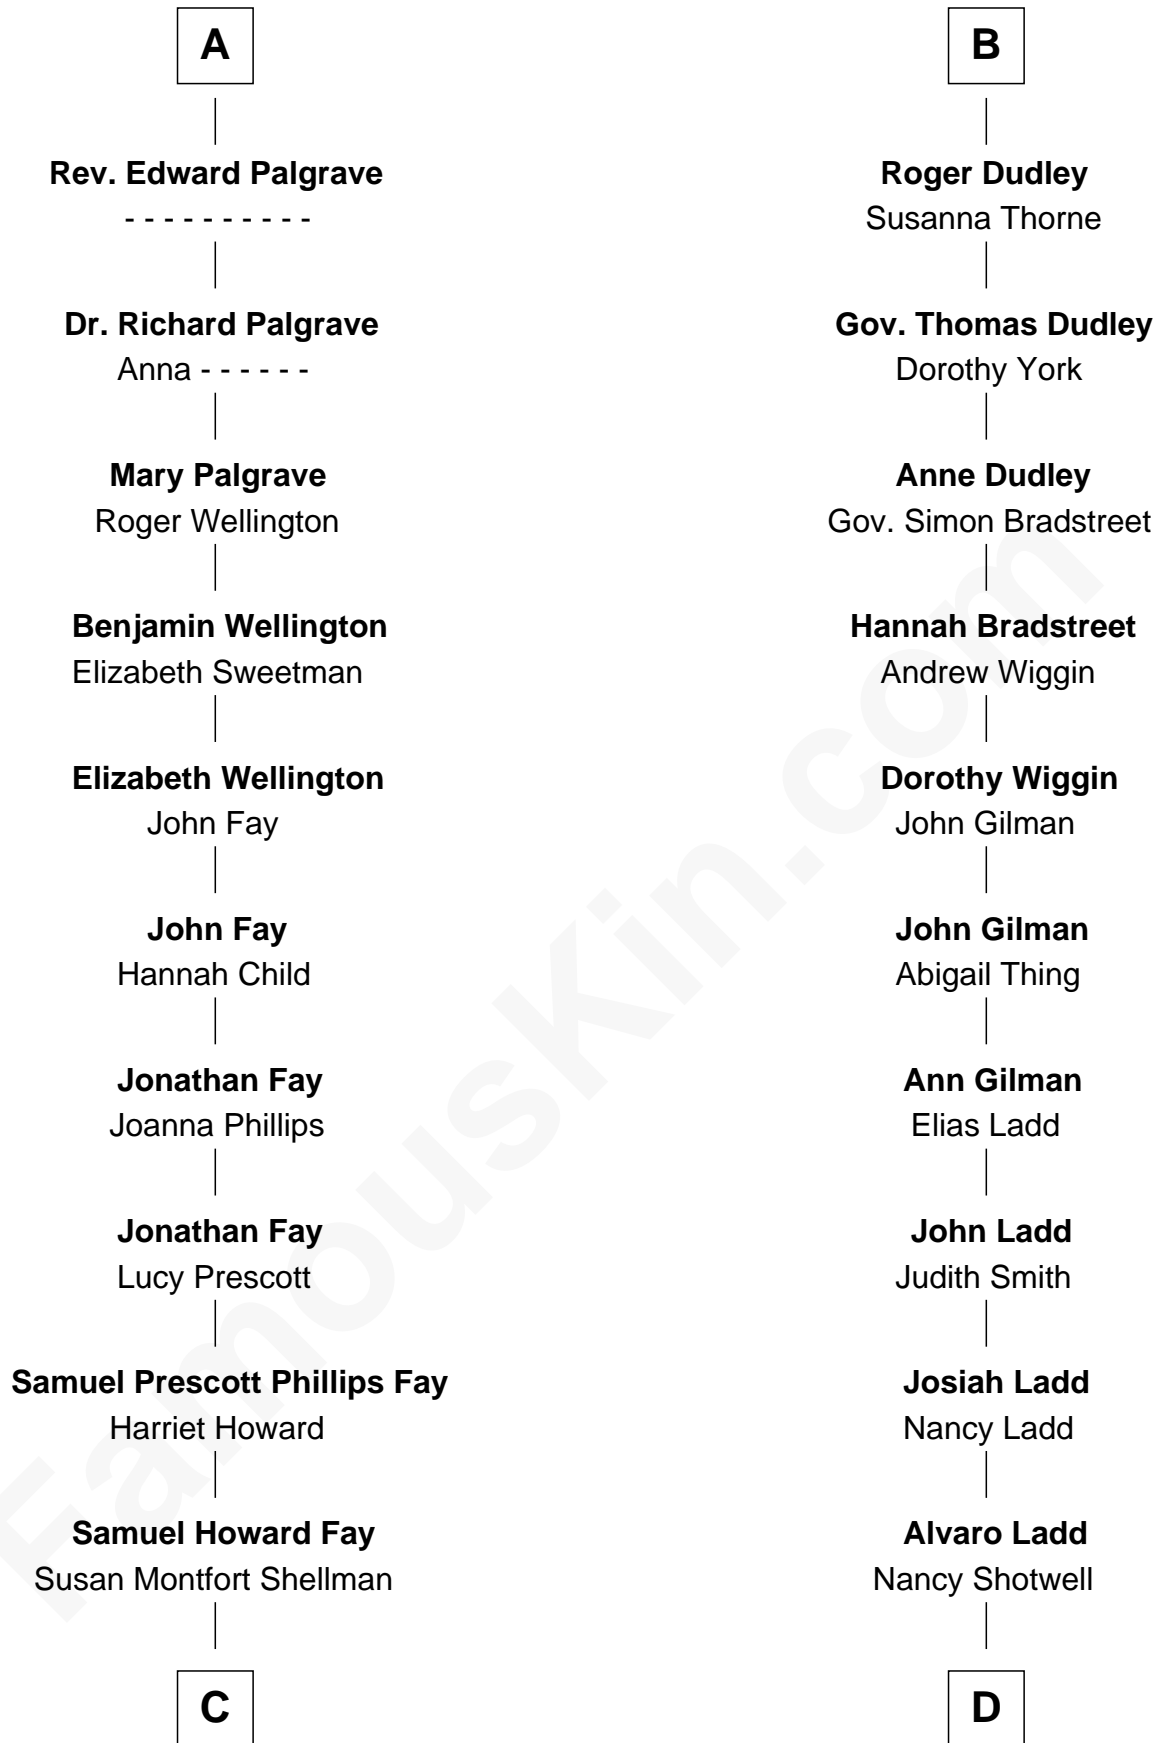 A
Rev. Edward Palgrave
- - - - - - - - - -
Dr. Richard Palgrave
Anna - - - - - -
Mary Palgrave
Roger Wellington
Benjamin Wellington
Elizabeth Sweetman
Elizabeth Wellington
John Fay
John Fay
Hannah Child
Jonathan Fay
Joanna Phillips
Jonathan Fay
Lucy Prescott
Samuel Prescott Phillips Fay
Harriet Howard
Samuel Howard Fay
Susan Montfort Shellman
C
B
Roger Dudley
Susanna Thorne
Gov. Thomas Dudley
Dorothy York
Anne Dudley
Gov. Simon Bradstreet
Hannah Bradstreet
Andrew Wiggin
Dorothy Wiggin
John Gilman
John Gilman
Abigail Thing
Ann Gilman
Elias Ladd
John Ladd
Judith Smith
Josiah Ladd
Nancy Ladd
Alvaro Ladd
Nancy Shotwell
D
FamousKin.com